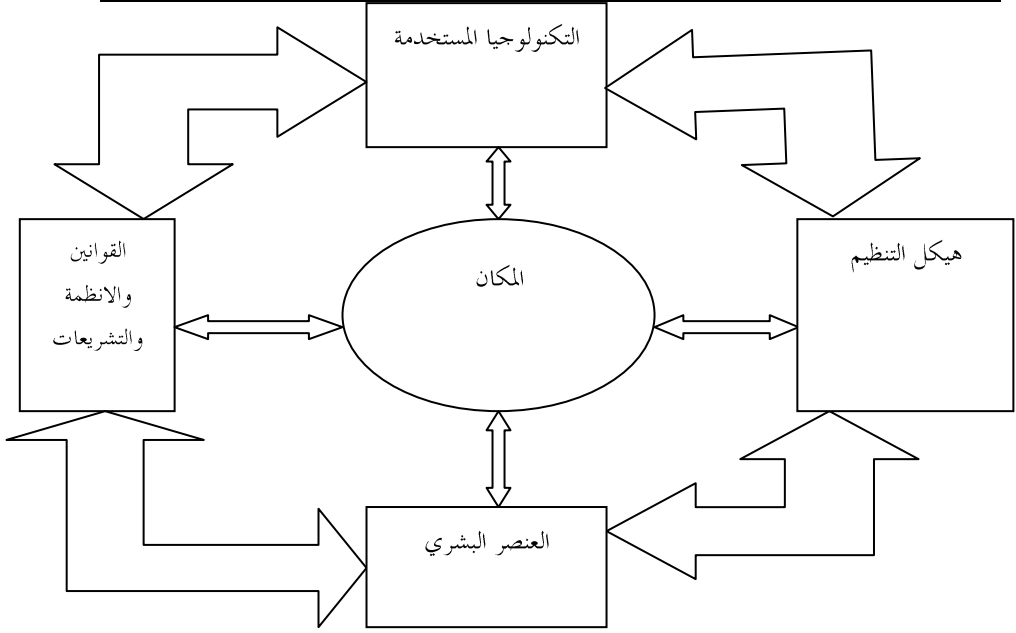 التكنولوجيا المستخدمة
هيكل التنظيم
القوانين
والانظمة
والتشريعات
المكان
العنصر البشري